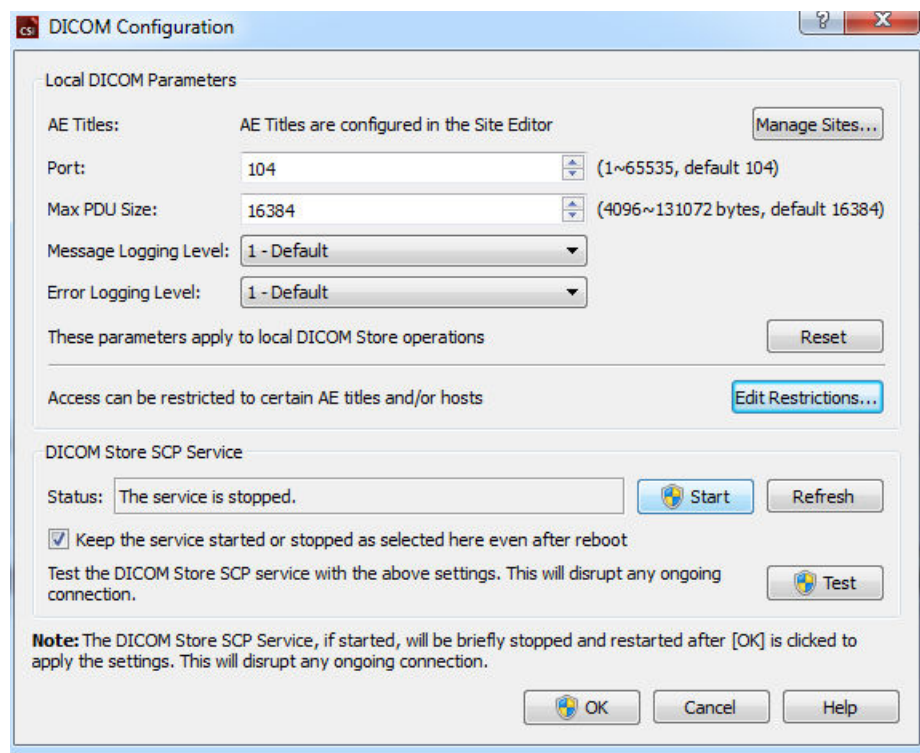 csi DICOM Configuration ? X
Local DICOM Parameters
AE Titles: AE Titles are configured in the Site Editor Manage Sites...
Port: 104 (1~65535, default 104)
Max PDU Size: 16384 (4096~131072 bytes, default 16384)
Message Logging Level: 1 - Default
Error Logging Level: 1 - Default
These parameters apply to local DICOM Store operations Reset
Access can be restricted to certain AE titles and/or hosts Edit Restrictions...
DICOM Store SCP Service
Status: The service is stopped. Start Refresh
Keep the service started or stopped as selected here even after reboot
Test the DICOM Store SCP service with the above settings. This will disrupt any ongoing
connection. Test
Note: The DICOM Store SCP Service, if started, will be briefly stopped and restarted after [OK] is clicked to
apply the settings. This will disrupt any ongoing connection.
OK Cancel Help